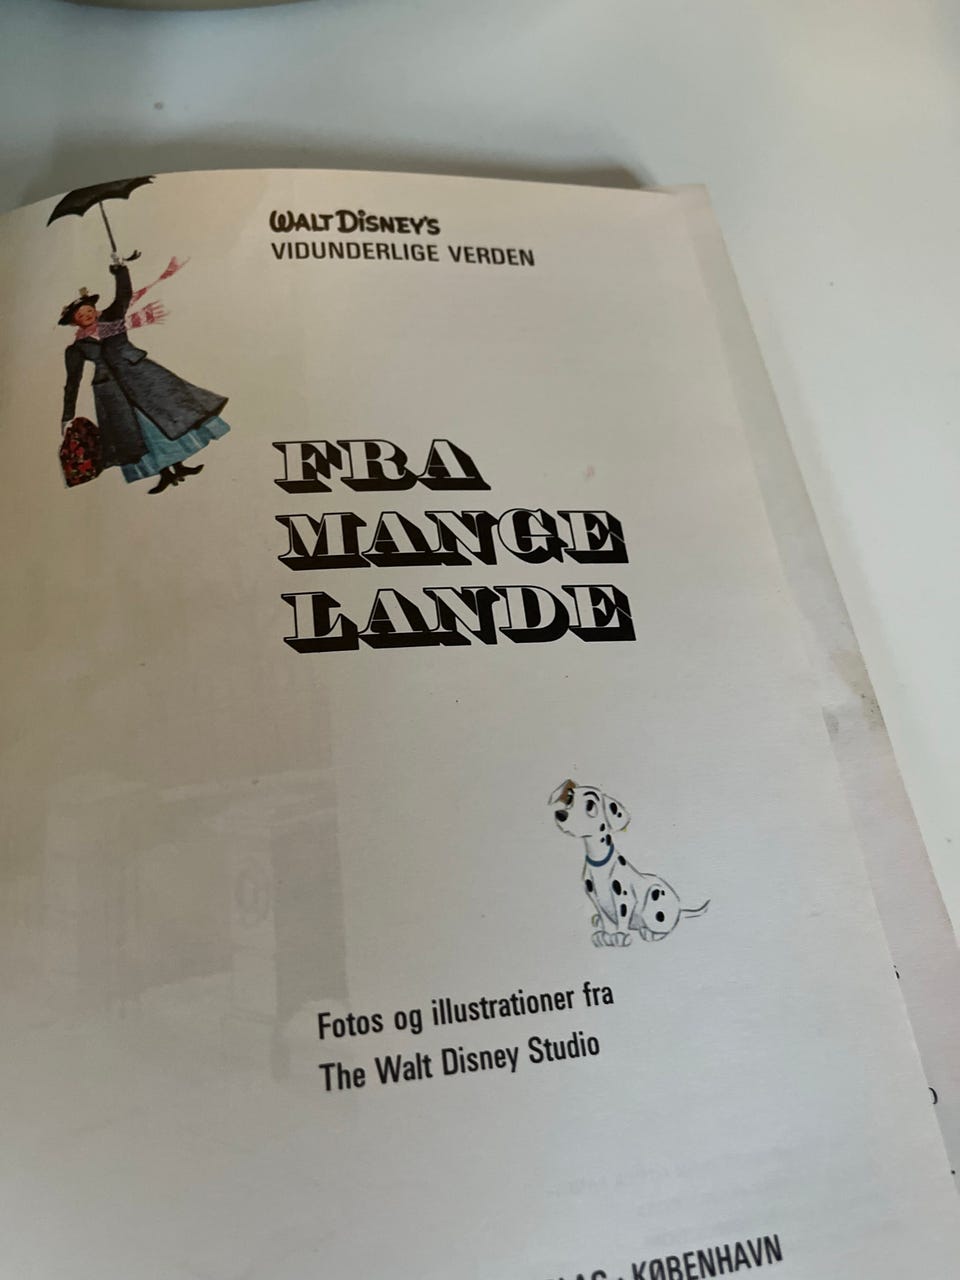 WALT DISNEY'S
VIDUNDERLIGE VERDEN
FRA
MANGE
LANDE
Fotos og illustrationer fra
The Walt Disney Studio
KØBENHAVN